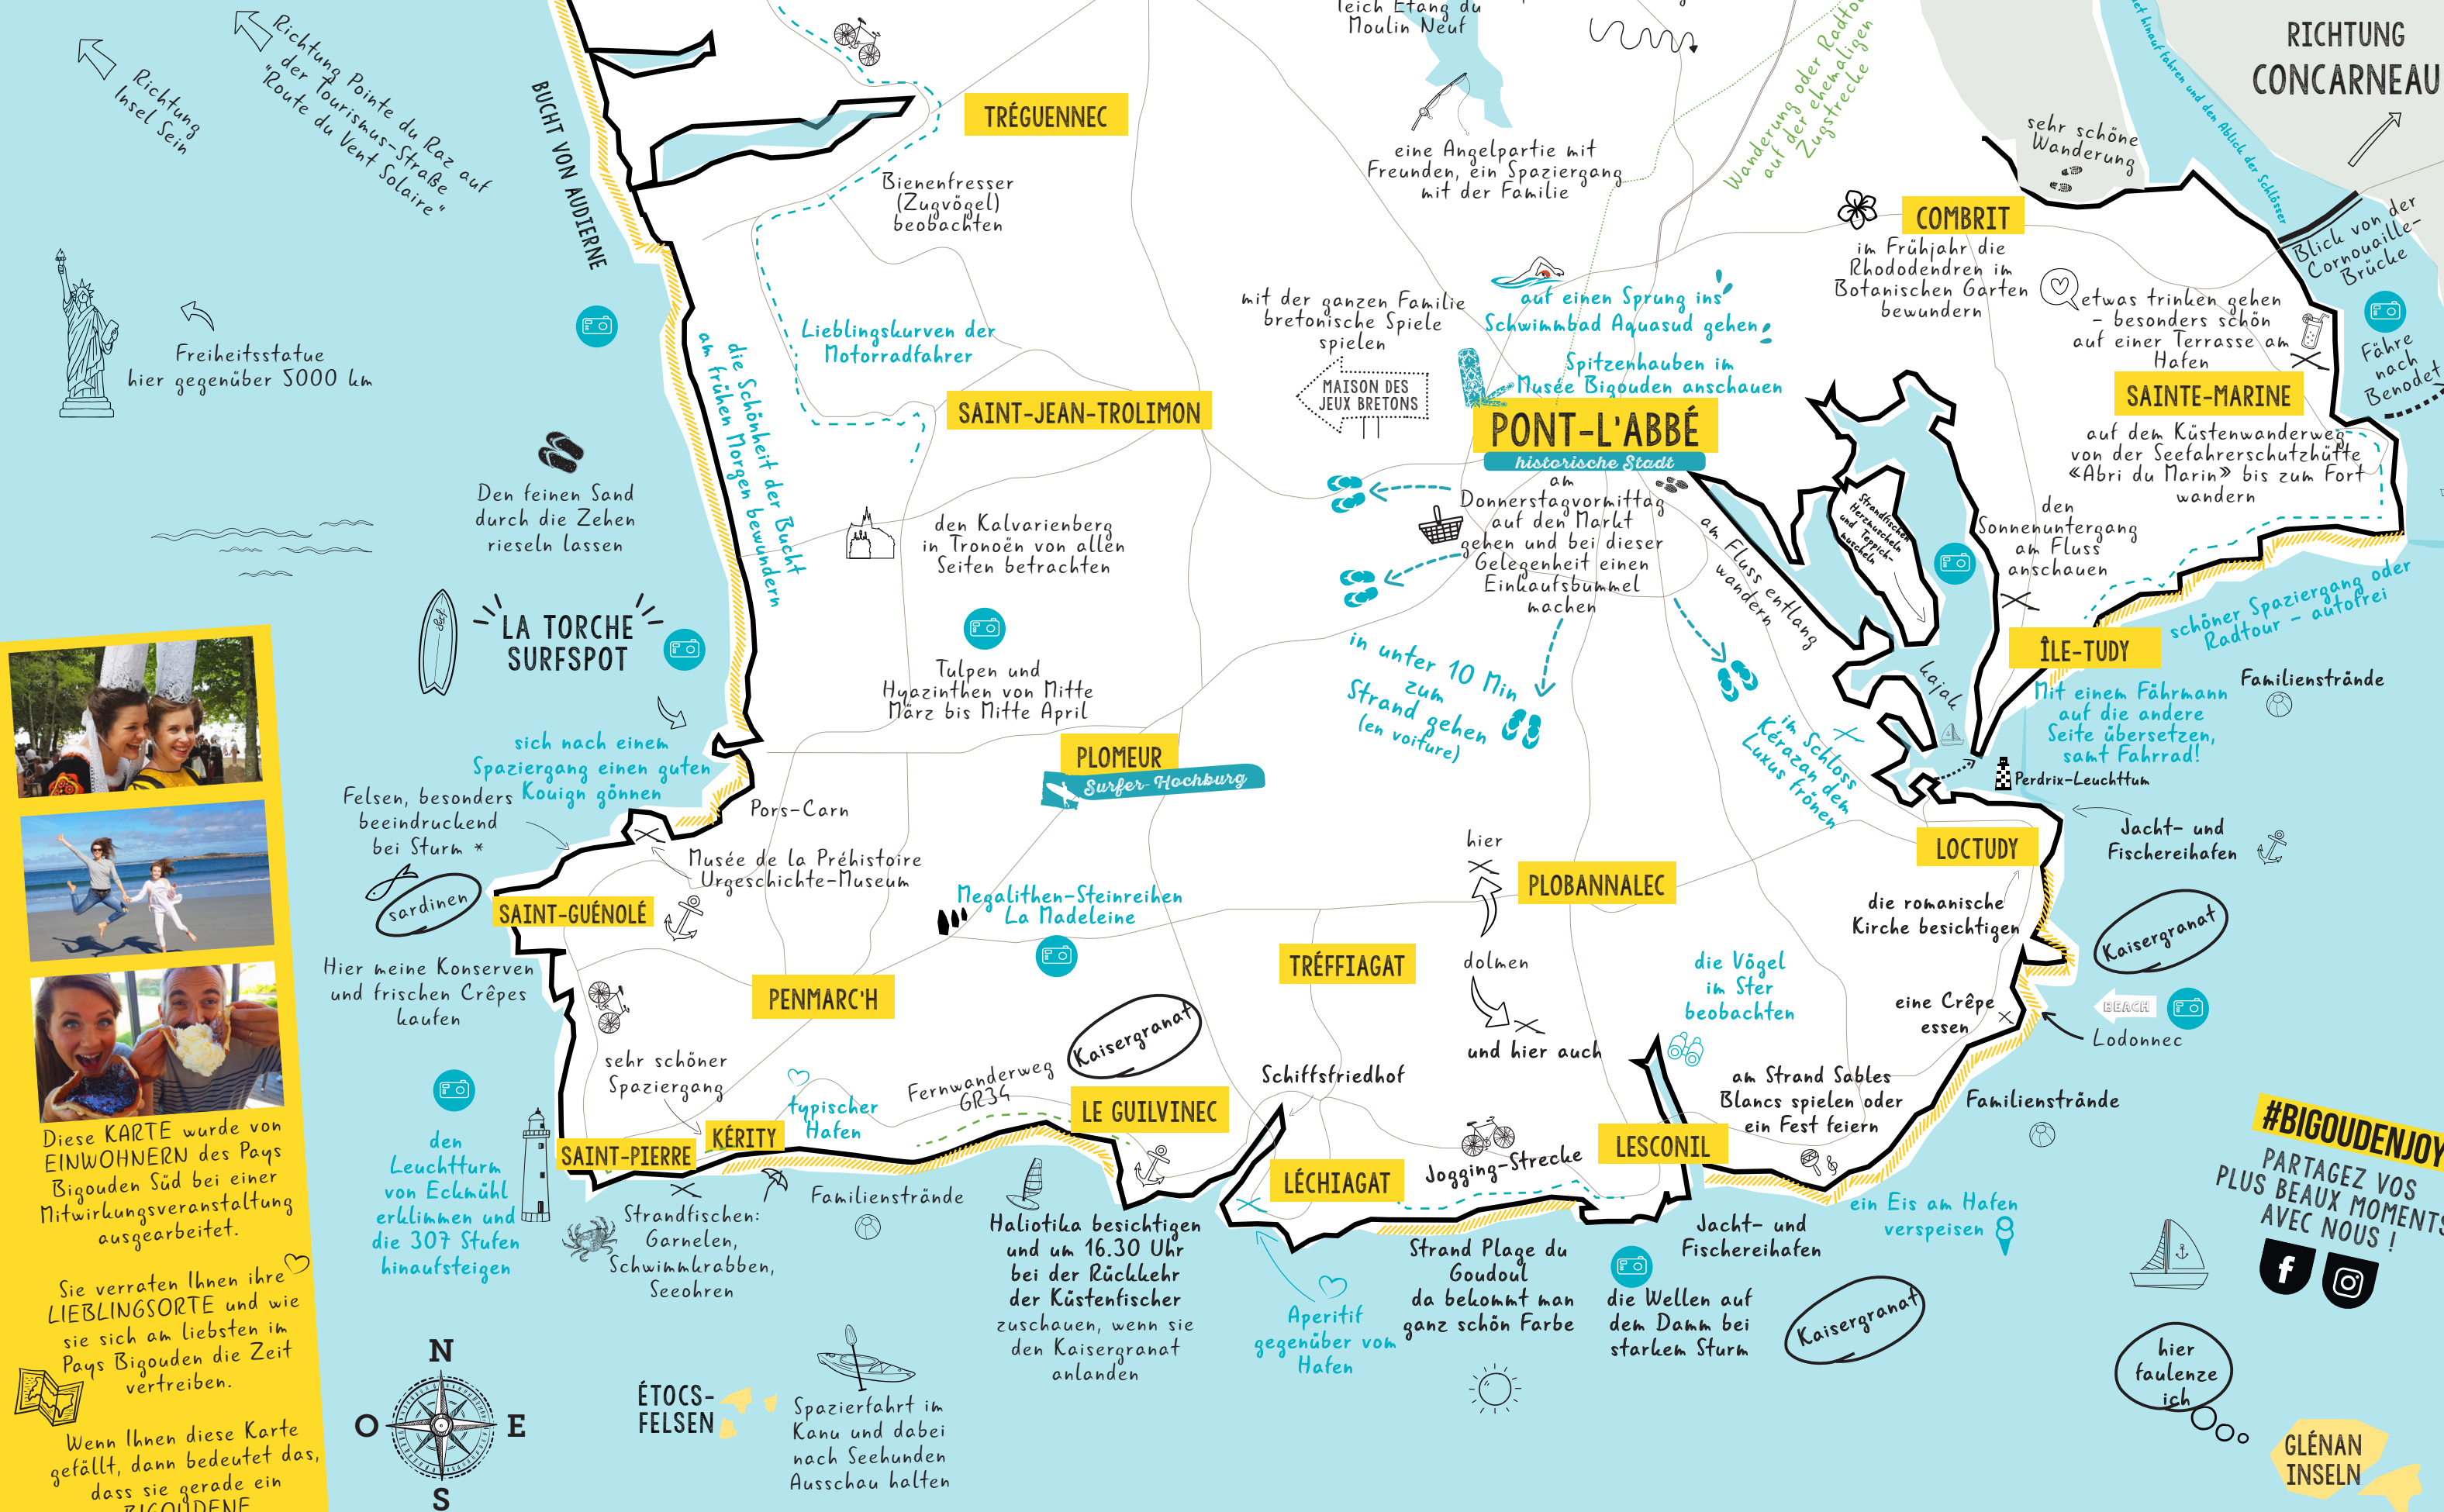 Teich Étang du
Moulin Neuf
RICHTUNG
CONCARNEAU
Richtung
Insel Sein
Richtung Pointe du Raz auf
der Tourismus-Straße
"Route du Vent Solaire"
BUCHT VON AUDIERNE
TRÉGUENNEC
Bienenfresser
(Zugvögel)
beobachten
eine Angelpartie mit
Freunden, ein Spaziergang
mit der Familie
Wanderung oder Radtour
auf der ehemaligen
Zugstrecke
hinauf fahren und den Ablick der Schlösser
sehr schöne
Wanderung
COMBRIT
im Frühjahr die
Rhododendren im
Botanischen Garten
bewundern
Blick von der
Cornouaille-
Brücke
etwas trinken gehen
- besonders schön
auf einer Terrasse am
Hafen
Fähre
nach
Benodet
SAINTE-MARINE
auf dem Küstenwanderweg
von der Seefahrerschutzhütte
«Abri du Marin» bis zum Fort
wandern
Freiheitsstatue
hier gegenüber 5000 km
Lieblingskurven der
Motorradfahrer
die Schönheit der Bucht
am frühen Morgen bewundern
mit der ganzen Familie
bretonische Spiele
spielen
MAISON DES
JEUX BRETONS
auf einen Sprung ins
Schwimmbad Aquasud gehen
Spitzenhauben im
Musée Bigouden anschauen
SAINT-JEAN-TROLIMON
PONT-L'ABBÉ
historische Stadt
am
Donnerstagvormittag
auf den Markt
gehen und bei dieser
Gelegenheit einen
Einkaufsbummel
machen
am Fluss entlang
wandern
Strandfischen
Herzmuscheln
und Teppich-
muscheln
den
Sonnenuntergang
am Fluss
anschauen
Den feinen Sand
durch die Zehen
rieseln lassen
den Kalvarienberg
in Tronoën von allen
Seiten betrachten
Surf
LA TORCHE
SURFSPOT
Tulpen und
Hyazinthen von Mitte
März bis Mitte April
in unter 10 Min
zum
Strand gehen
(en voiture)
schöner Spaziergang oder
Radtour - autofrei
ÎLE-TUDY
Familienstrände
Mit einem Fährmann
auf die andere
Seite übersetzen,
samt Fahrrad!
kajak
Perdrix-Leuchttum
im Schloss
Kérazan dem
Luxus frönen
PLOMEUR
Surfer-Hochburg
sich nach einem
Spaziergang einen guten
Kouign gönnen
Felsen, besonders
beeindruckend
bei Sturm *
Pors-Carn
Musée de la Préhistoire
Urgeschichte-Museum
sardinen
SAINT-GUÉNOLÉ
Megalithen-Steinreihen
La Madeleine
hier
PLOBANNALEC
LOCTUDY
Jacht- und
Fischereihafen
die romanische
Kirche besichtigen
Kaisergranat
Hier meine Konserven
und frischen Crêpes
kaufen
PENMARC'H
TRÉFFIAGAT
dolmen
und hier auch
die Vögel
im Ster
beobachten
eine Crêpe
essen
BEACH
Lodonnec
Kaisergranat
sehr schöner
Spaziergang
typischer
Hafen
Fernwanderweg
GR34
LE GUILVINEC
Schiffsfriedhof
am Strand Sables
Blancs spielen oder
ein Fest feiern
Familienstrände
Diese KARTE wurde von
EINWOHNERN des Pays
Bigouden Süd bei einer
Mitwirkungsveranstaltung
ausgearbeitet.
Sie verraten Ihnen ihre
LIEBLINGSORTE und wie
sie sich am liebsten im
Pays Bigouden die Zeit
vertreiben.
Wenn Ihnen diese Karte
gefällt, dann bedeutet das,
dass sie gerade ein
BIGOUDENE
den
Leuchtturm
von Eckmühl
erklimmen und
die 307 Stufen
hinaufsteigen
SAINT-PIERRE
KÉRITY
Strandfischen:
Garnelen,
Schwimmkrabben,
Seeohren
Familienstrände
LÉCHIAGAT
Jogging-Strecke
LESCONIL
Haliotika besichtigen
und um 16.30 Uhr
bei der Rückkehr
der Küstenfischer
zuschauen, wenn sie
den Kaisergranat
anlanden
Aperitif
gegenüber vom
Hafen
Strand Plage du
Goudoul
da bekommt man
ganz schön Farbe
Jacht- und
Fischereihafen
die Wellen auf
dem Damm bei
starkem Sturm
ein Eis am Hafen
verspeisen
Kaisergranat
#BIGOUDENJOY
PARTAGEZ VOS
PLUS BEAUX MOMENTS
AVEC NOUS !
hier
faulenze
ich
GLÉNAN
INSELN
N
O
E
S
ÉTOCS-
FELSEN
Spazierfahrt im
Kanu und dabei
nach Seehunden
Ausschau halten